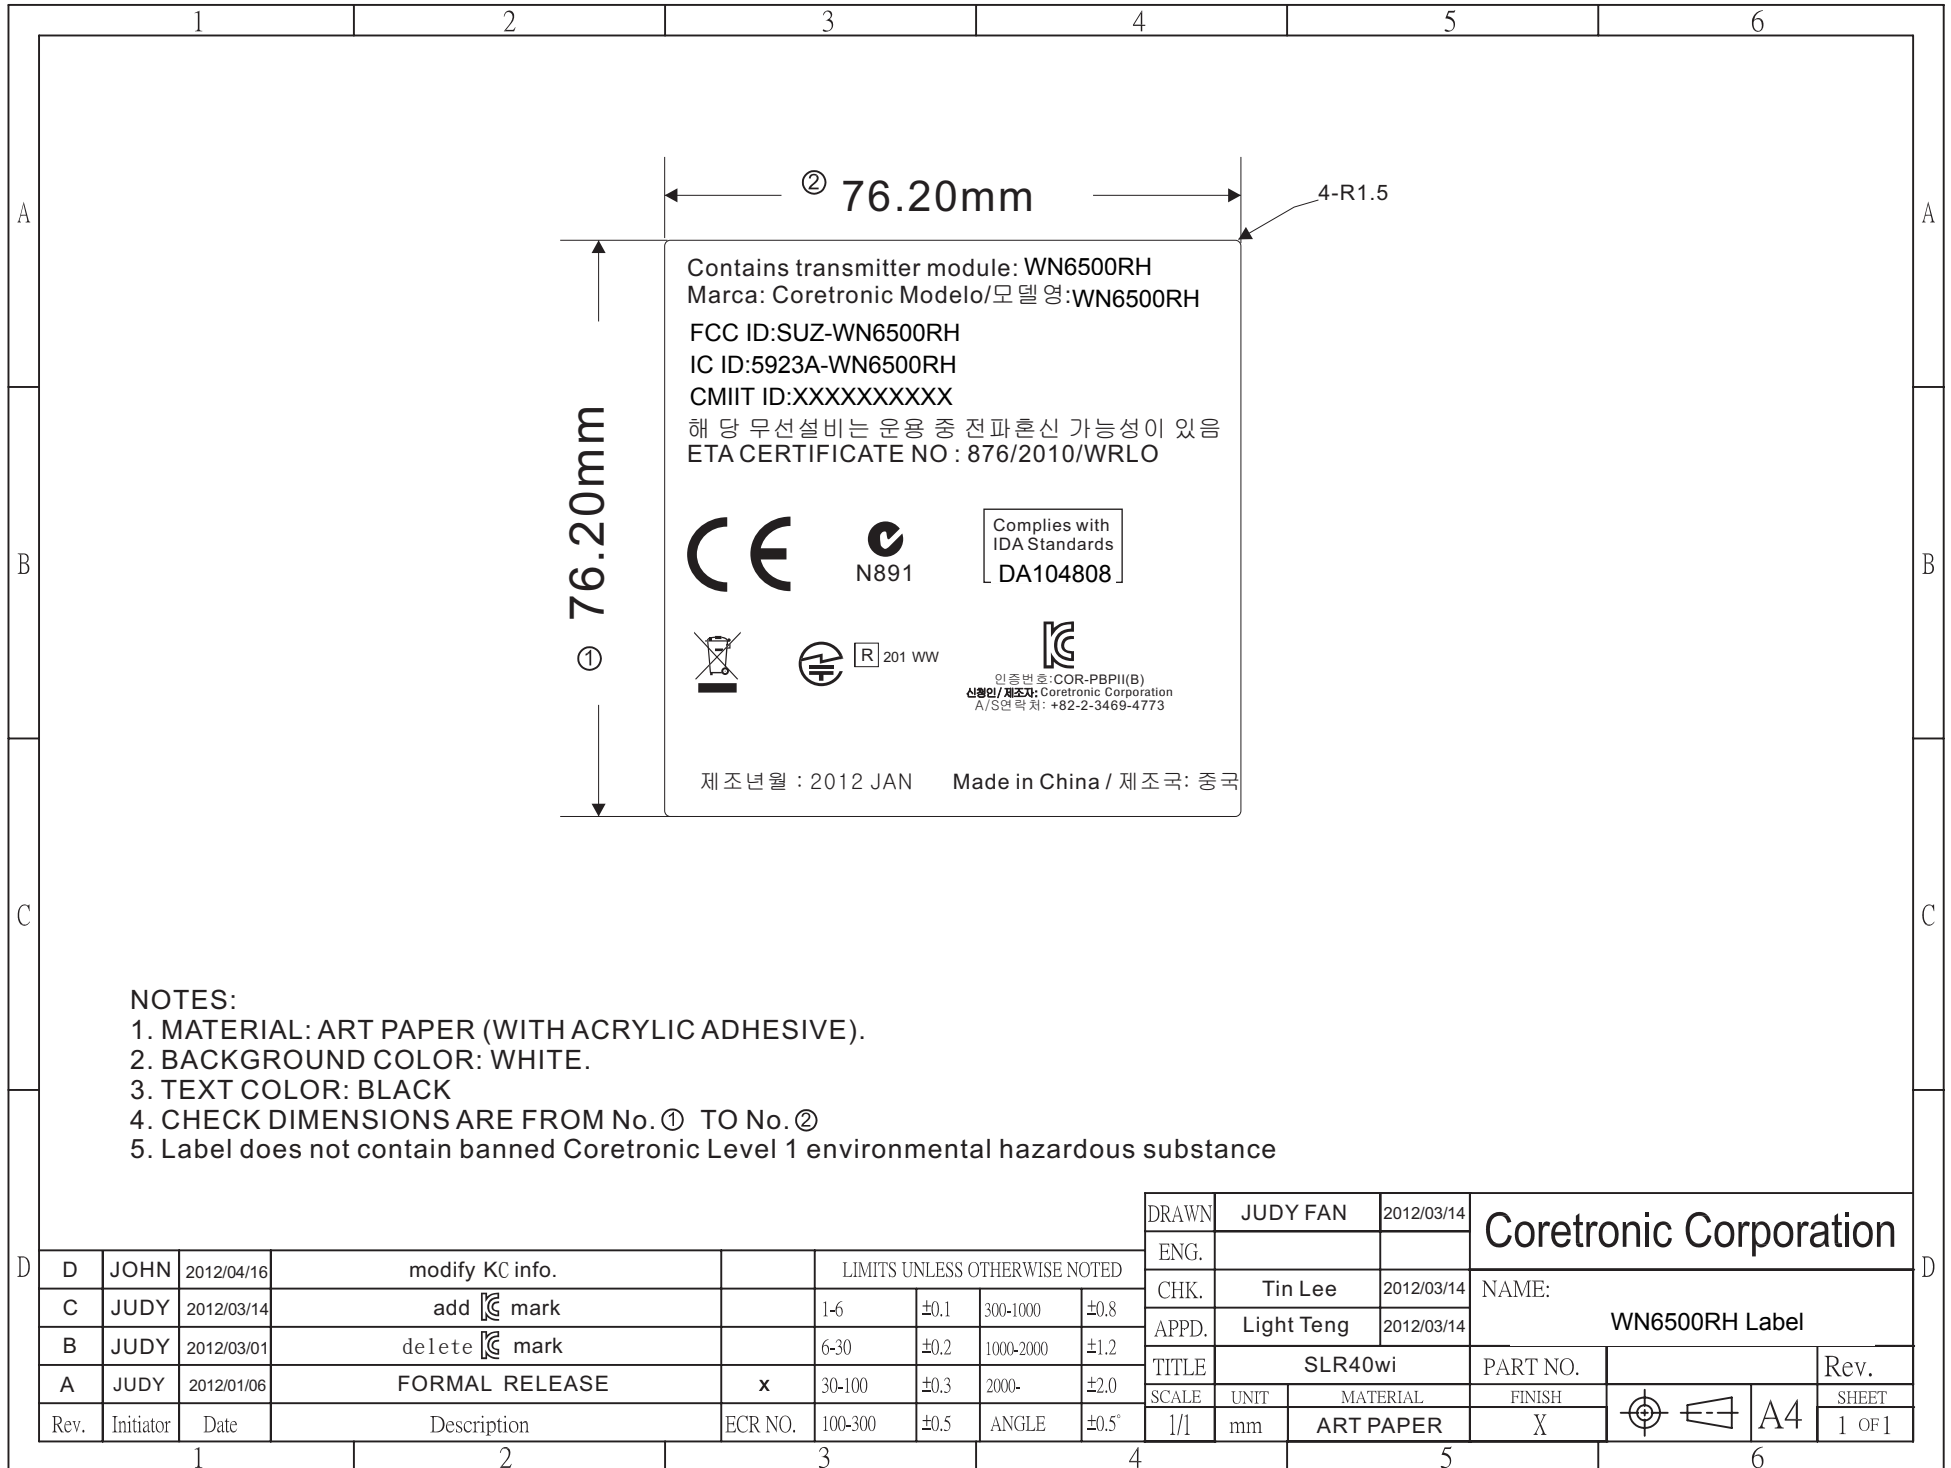 1 2 3 4 5 6
② 76.20mm
4-R1.5
A A
Contains transmitter module: WN6500RH
Marca: Coretronic Modelo/모델영:WN6500RH
FCC ID:SUZ-WN6500RH
IC ID:5923A-WN6500RH
CMIIT ID:XXXXXXXXXX
해 당 무선설비는 운용 중 전파혼신 가능성이 있음
ETA CERTIFICATE NO : 876/2010/WRLO
① 76.20mm
B B
CE
N891
Complies with
IDA Standards
DA104808
R 201 WW
인증번호:COR-PBPII(B)
신청인/제조자: Coretronic Corporation
A/S연락처: +82-2-3469-4773
제조년월 : 2012 JAN Made in China / 제조국: 중국
C C
NOTES:
1. MATERIAL: ART PAPER (WITH ACRYLIC ADHESIVE).
2. BACKGROUND COLOR: WHITE.
3. TEXT COLOR: BLACK
4. CHECK DIMENSIONS ARE FROM No.① TO No.②
5. Label does not contain banned Coretronic Level 1 environmental hazardous substance
D D
DRAWN JUDY FAN 2012/03/14 Coretronic Corporation
ENG.
CHK. Tin Lee 2012/03/14 NAME:
APPD. Light Teng 2012/03/14 WN6500RH Label
TITLE SLR40wi PART NO. Rev.
SCALE UNIT MATERIAL FINISH SHEET
1/1 mm ART PAPER X A4 1 OF 1
D JOHN 2012/04/16 modify KC info. LIMITS UNLESS OTHERWISE NOTED
C JUDY 2012/03/14 add KC mark 1-6 ±0.1 300-1000 ±0.8
B JUDY 2012/03/01 delete KC mark 6-30 ±0.2 1000-2000 ±1.2
A JUDY 2012/01/06 FORMAL RELEASE x 30-100 ±0.3 2000- ±2.0
Rev. Initiator Date Description ECR NO. 100-300 ±0.5 ANGLE ±0.5°
1 2 3 4 5 6